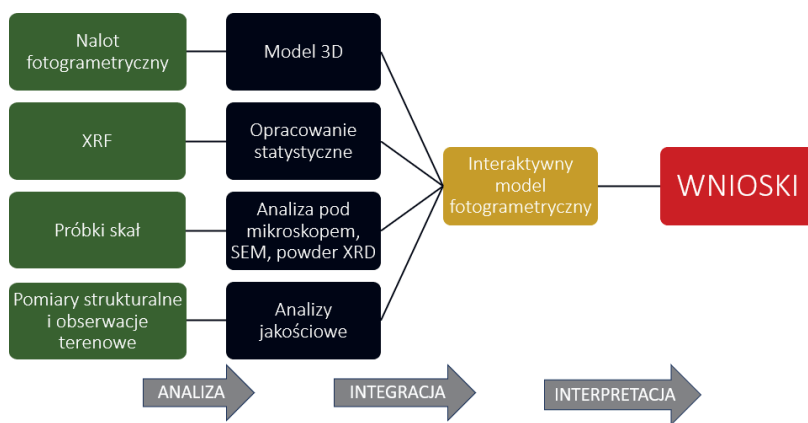 Nalot
fotogrametryczny
Model 3D
XRF
Opracowanie
statystyczne
Interaktywny
model
fotogrametryczny
WNIOSKI
Próbki skał
Analiza pod
mikroskopem,
SEM, powder XRD
Pomiary strukturalne
i obserwacje
terenowe
Analizy
jakościowe
ANALIZA
INTEGRACJA
INTERPRETACJA